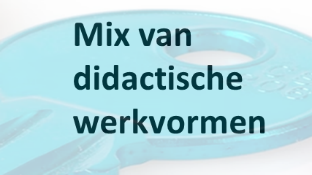 Mix van
didactische
werkvormen